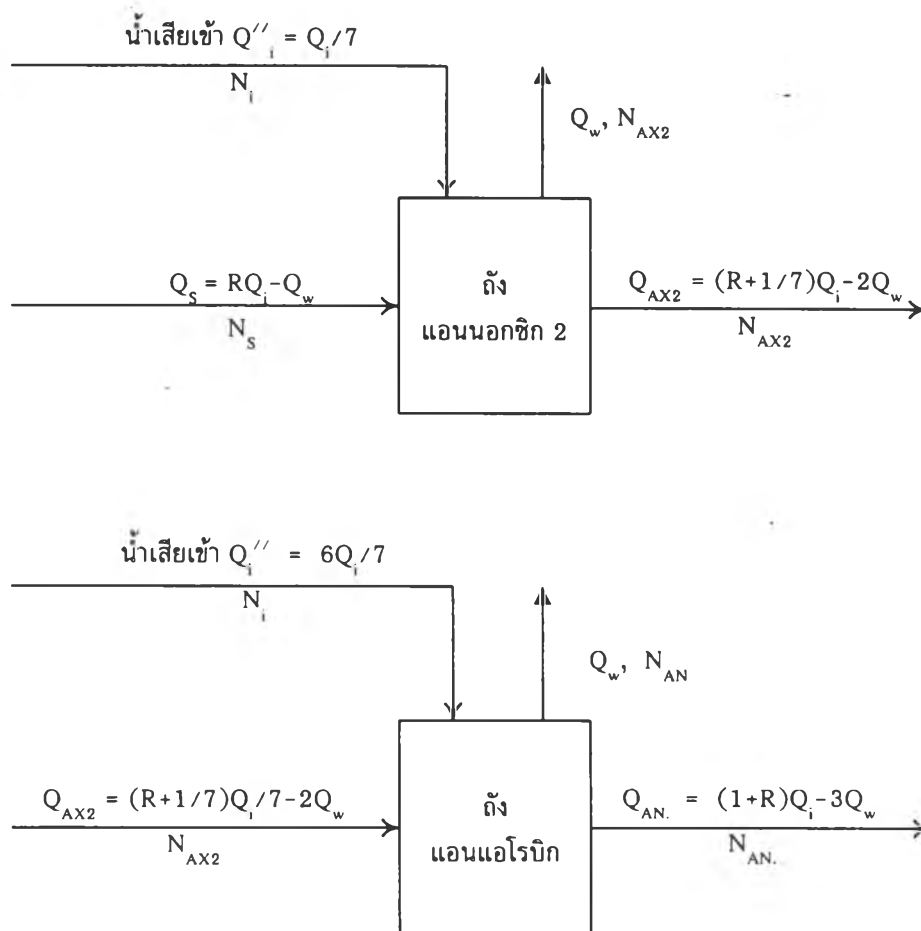 น้ำเสียเข้า Q''i = Qi/7
Ni
Qw, NAX2
QS = RQi-Qw
NS
ถัง
แอนนอกซิก 2
QAX2 = (R+1/7)Qi-2Qw
NAX2
น้ำเสียเข้า Qi'' = 6Qi/7
Ni
Qw, NAN
QAX2 = (R+1/7)Qi/7-2Qw
NAX2
ถัง
แอนแอโรบิก
QAN. = (1+R)Qi-3Qw
NAN.